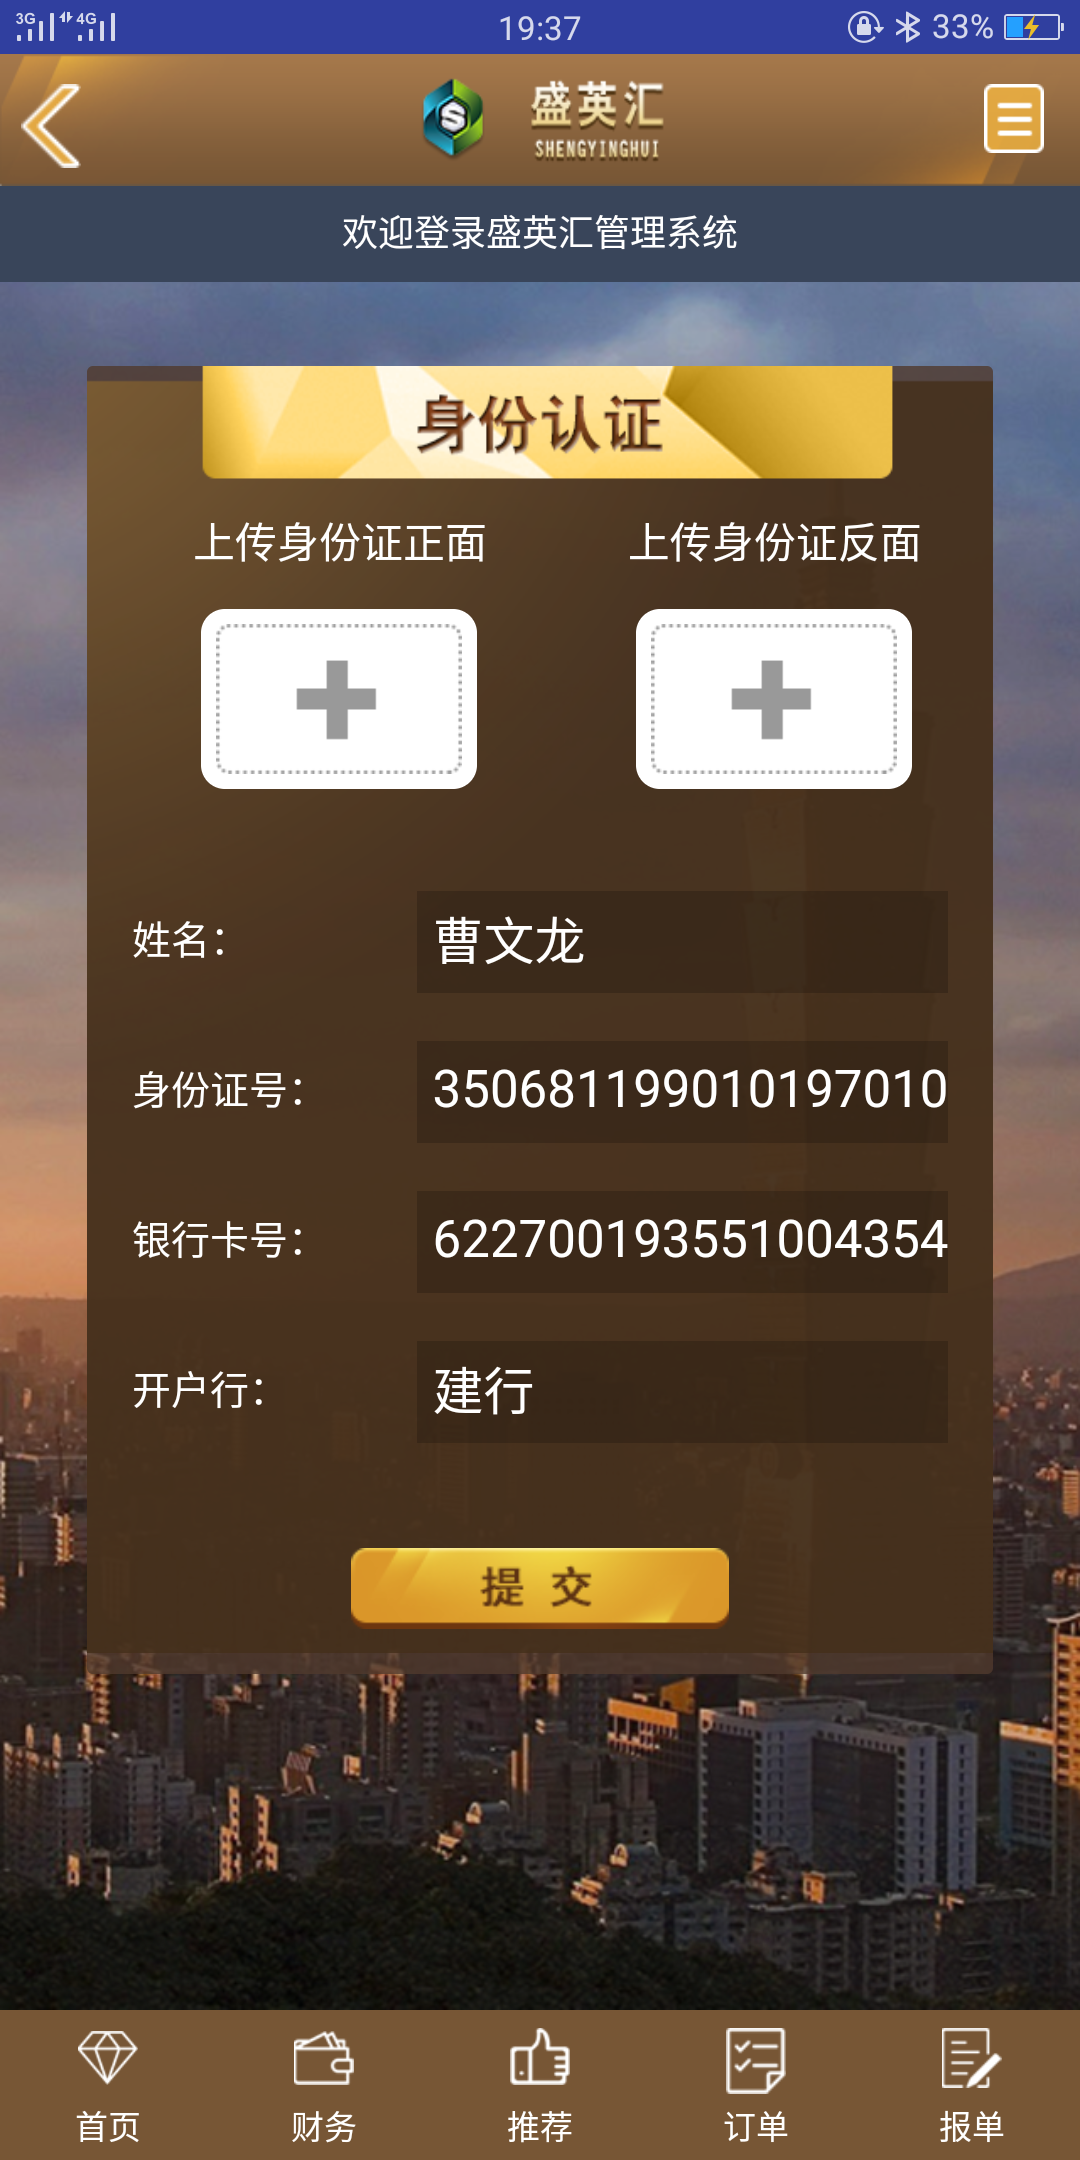 3G 4G 19:37 33%
盛英汇
SHENGYINGHUI
欢迎登录盛英汇管理系统
身份认证
上传身份证正面 上传身份证反面
姓名: 曹文龙
身份证号: 350681199010197010
银行卡号: 622700193551004354
开户行: 建行
提 交
首页 财务 推荐 订单 报单